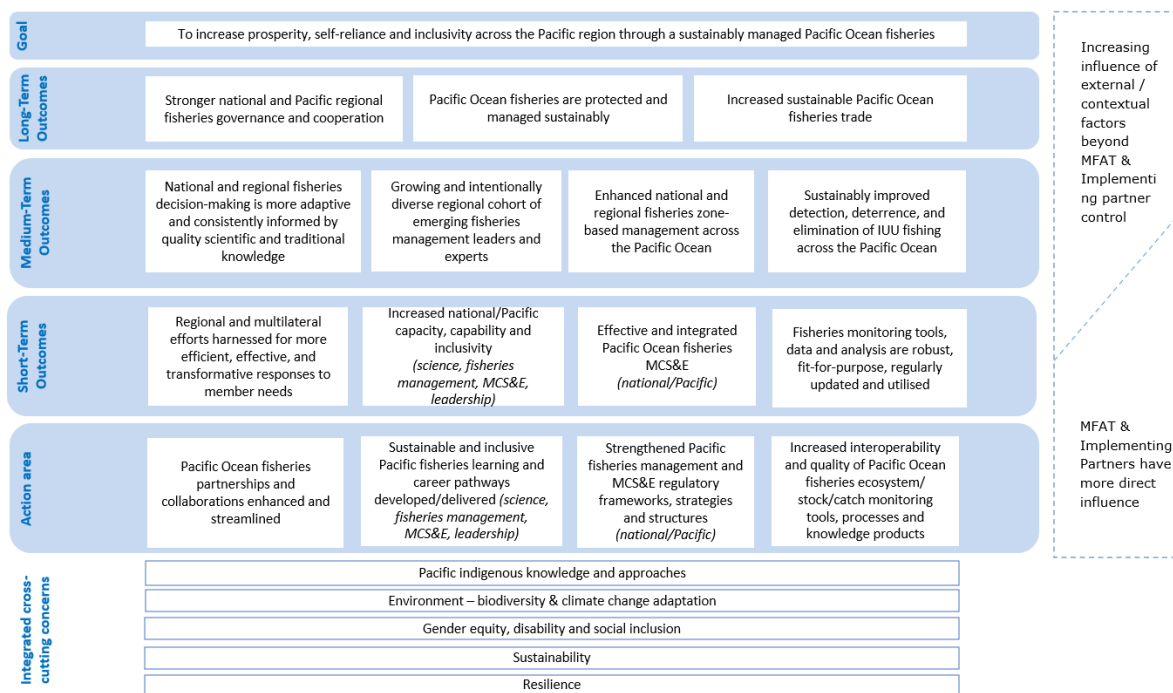 Goal
To increase prosperity, self-reliance and inclusivity across the Pacific region through a sustainably managed Pacific Ocean fisheries
Long-Term
Outcomes
Stronger national and Pacific regional
fisheries governance and cooperation
Pacific Ocean fisheries are protected and
managed sustainably
Increased sustainable Pacific Ocean
fisheries trade
Medium-Term
Outcomes
National and regional fisheries
decision-making is more adaptive
and consistently informed by
quality scientific and traditional
knowledge
Growing and intentionally
diverse regional cohort of
emerging fisheries
management leaders and
experts
Enhanced national and
regional fisheries zone-
based management across
the Pacific Ocean
Sustainably improved
detection, deterrence, and
elimination of IUU fishing
across the Pacific Ocean
Short-Term
Outcomes
Regional and multilateral
efforts harnessed for more
efficient, effective, and
transformative responses to
member needs
Increased national/Pacific
capacity, capability and
inclusivity
(science, fisheries
management, MCS&E,
leadership)
Effective and integrated
Pacific Ocean fisheries
MCS&E
(national/Pacific)
Fisheries monitoring tools,
data and analysis are robust,
fit-for-purpose, regularly
updated and utilised
Action area
Pacific Ocean fisheries
partnerships and
collaborations enhanced and
streamlined
Sustainable and inclusive
Pacific fisheries learning and
career pathways
developed/delivered (science,
fisheries management,
MCS&E, leadership)
Strengthened Pacific
fisheries management and
MCS&E regulatory
frameworks, strategies
and structures
(national/Pacific)
Increased interoperability
and quality of Pacific Ocean
fisheries ecosystem/
stock/catch monitoring
tools, processes and
knowledge products
Integrated cross-
cutting concerns
Pacific indigenous knowledge and approaches
Environment – biodiversity & climate change adaptation
Gender equity, disability and social inclusion
Sustainability
Resilience
Increasing
influence of
external /
contextual
factors
beyond
MFAT &
Implementi
ng partner
control
MFAT &
Implementing
Partners have
more direct
influence